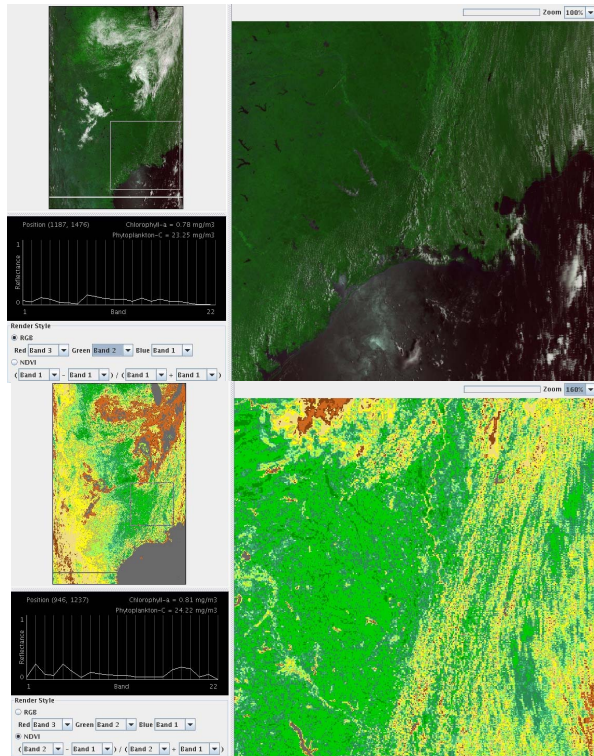 Zoom 100%
Position (1187, 1476) Chlorophyll-a = 0.78 mg/m3
Phytoplankton-C = 23.25 mg/m3
1
Reflectance
0
1 Band 22
Render Style
RGB
Red Band 3 Green Band 2 Blue Band 1
NDVI
( Band 1 - Band 1 ) / ( Band 1 + Band 1 )
Zoom 160%
Position (946, 1237) Chlorophyll-a = 0.81 mg/m3
Phytoplankton-C = 24.22 mg/m3
1
Reflectance
0
1 Band 22
Render Style
RGB
Red Band 3 Green Band 2 Blue Band 1
NDVI
( Band 2 - Band 1 ) / ( Band 2 + Band 1 )